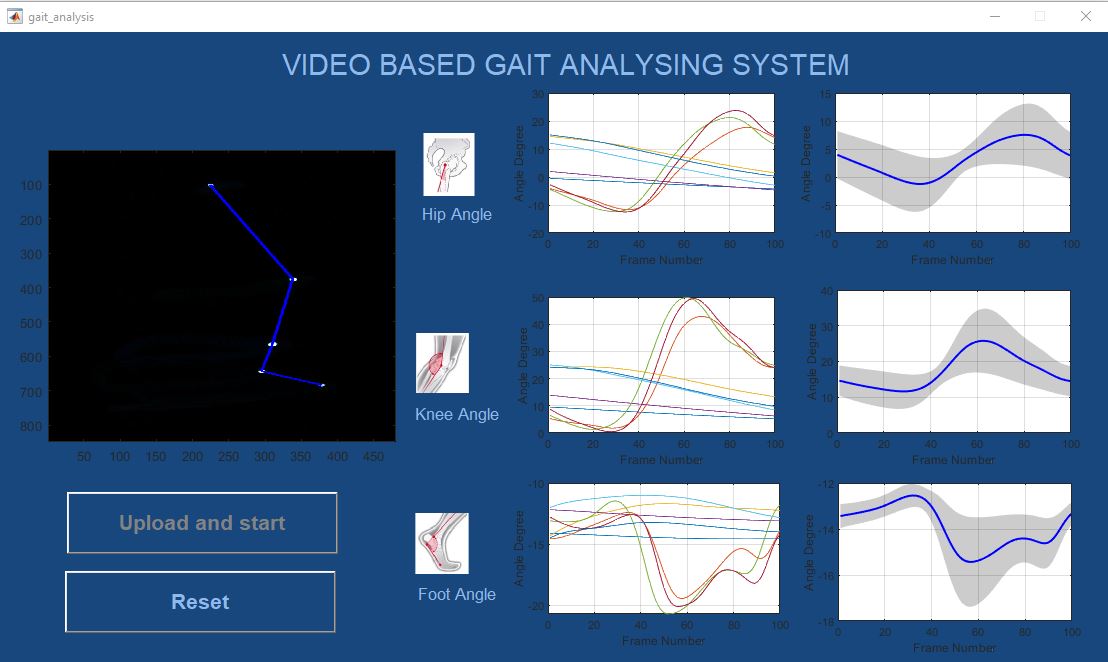 gait_analysis
VIDEO BASED GAIT ANALYSING SYSTEM
100
200
300
400
500
600
700
800
50 100 150 200 250 300 350 400 450
Upload and start
Reset
Hip Angle
Angle Degree
30
20
10
0
-10
-20
0 20 40 60 80 100
Frame Number
Angle Degree
15
10
5
0
-5
-10
0 20 40 60 80 100
Frame Number
Knee Angle
Angle Degree
50
40
30
20
10
0
0 20 40 60 80 100
Frame Number
Angle Degree
40
30
20
10
0
0 20 40 60 80 100
Frame Number
Foot Angle
Angle Degree
-10
-15
-20
0 20 40 60 80 100
Frame Number
Angle Degree
-12
-14
-16
-18
0 20 40 60 80 100
Frame Number